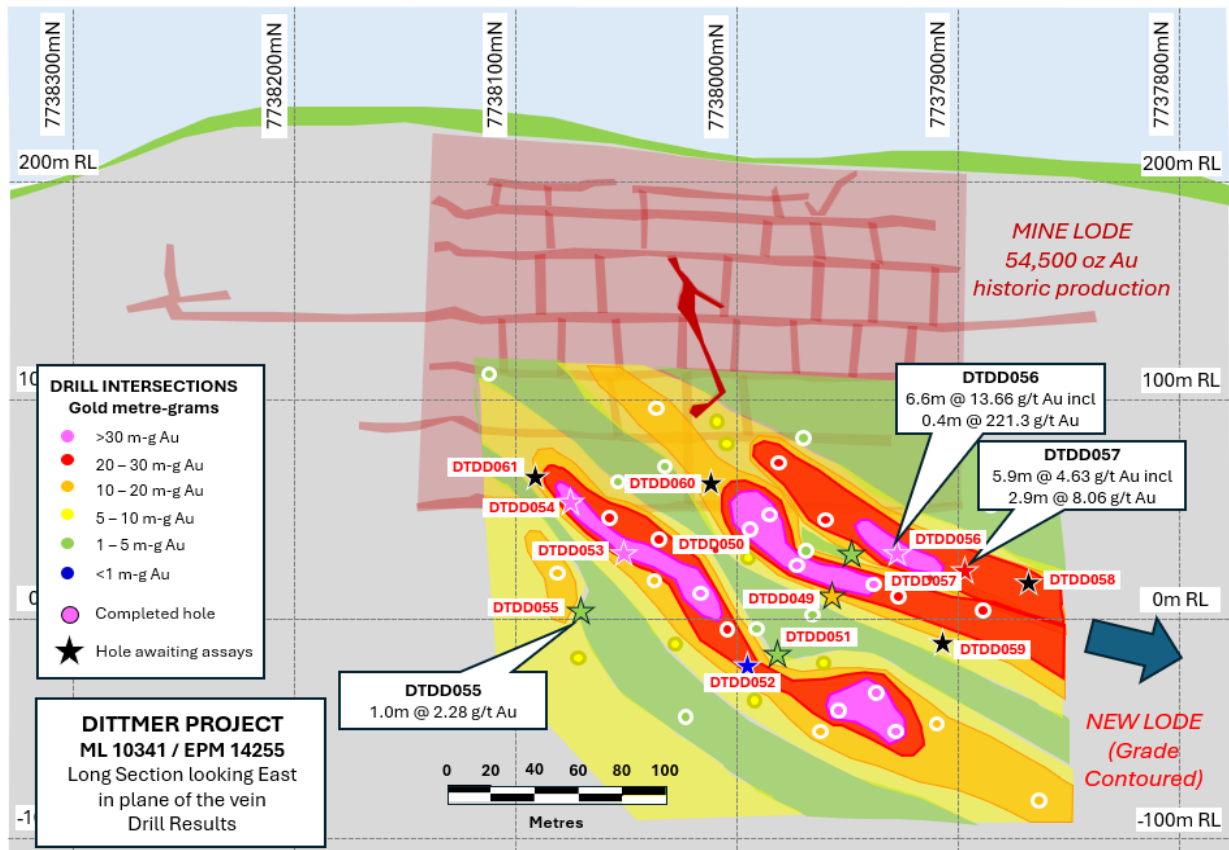 7738300mN
7738200mN
7738100mN
7738000mN
7737900mN
7737800mN
200m RL
200m RL
MINE LODE
54,500 oz Au
historic production
10
100m RL
DRILL INTERSECTIONS
Gold metre-grams
>30 m-g Au
20 – 30 m-g Au
10 – 20 m-g Au
5 – 10 m-g Au
1 – 5 m-g Au
<1 m-g Au
Completed hole
Hole awaiting assays
DTDD056
6.6m @ 13.66 g/t Au incl
0.4m @ 221.3 g/t Au
DTDD057
5.9m @ 4.63 g/t Au incl
2.9m @ 8.06 g/t Au
DTDD061
DTDD060
DTDD054
DTDD053
DTDD050
DTDD056
DTDD057
DTDD058
DTDD055
DTDD049
DTDD051
DTDD059
DTDD052
0
0m RL
DTDD055
1.0m @ 2.28 g/t Au
DITTMER PROJECT
ML 10341 / EPM 14255
Long Section looking East
in plane of the vein
Drill Results
0 20 40 60 80 100
Metres
NEW LODE
(Grade
Contoured)
-10
-100m RL